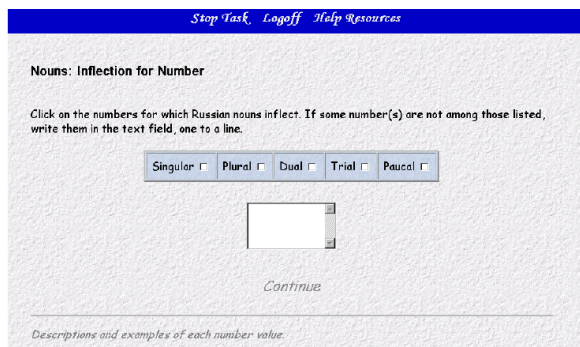 Stop Task Logoff Help Resources
Nouns: Inflection for Number
Click on the numbers for which Russian nouns inflect. If some number(s) are not among those listed,
write them in the text field, one to a line.
Singular Plural Dual Trial Paucal
Continue
Descriptions and examples of each number value.